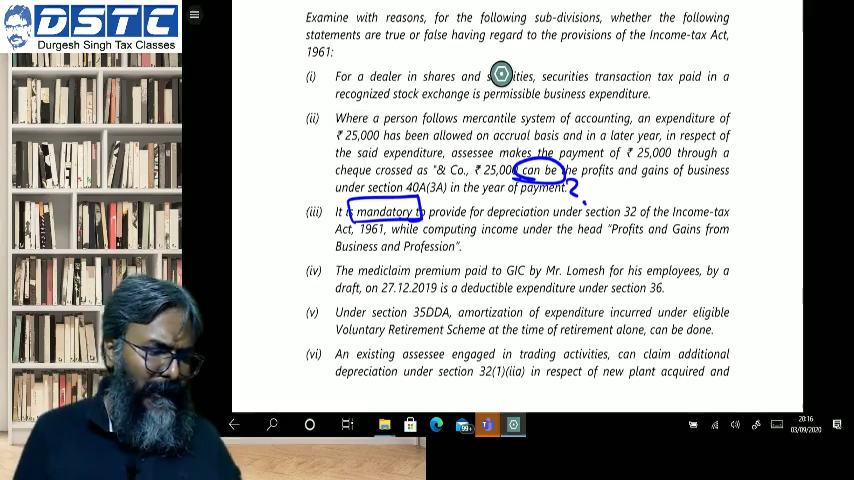 DSTC
Durgesh Singh Tax Classes
Examine with reasons, for the following sub-divisions, whether the following
statements are true or false having regard to the provisions of the Income-tax Act,
1961:
(i) For a dealer in shares and securities, securities transaction tax paid in a
recognized stock exchange is permissible business expenditure.
(ii) Where a person follows mercantile system of accounting, an expenditure of
₹ 25,000 has been allowed on accrual basis and in a later year, in respect of
the said expenditure, assessee makes the payment of ₹ 25,000 through a
cheque crossed as "& Co., ₹ 25,000 can be the profits and gains of business
under section 40A(3A) in the year of payment.
?
(iii) It is mandatory to provide for depreciation under section 32 of the Income-tax
Act, 1961, while computing income under the head "Profits and Gains from
Business and Profession".
(iv) The mediclaim premium paid to GIC by Mr. Lomesh for his employees, by a
draft, on 27.12.2019 is a deductible expenditure under section 36.
(v) Under section 35DDA, amortization of expenditure incurred under eligible
Voluntary Retirement Scheme at the time of retirement alone, can be done.
(vi) An existing assessee engaged in trading activities, can claim additional
depreciation under section 32(1)(iia) in respect of new plant acquired and
99+
20:16
03/09/2020